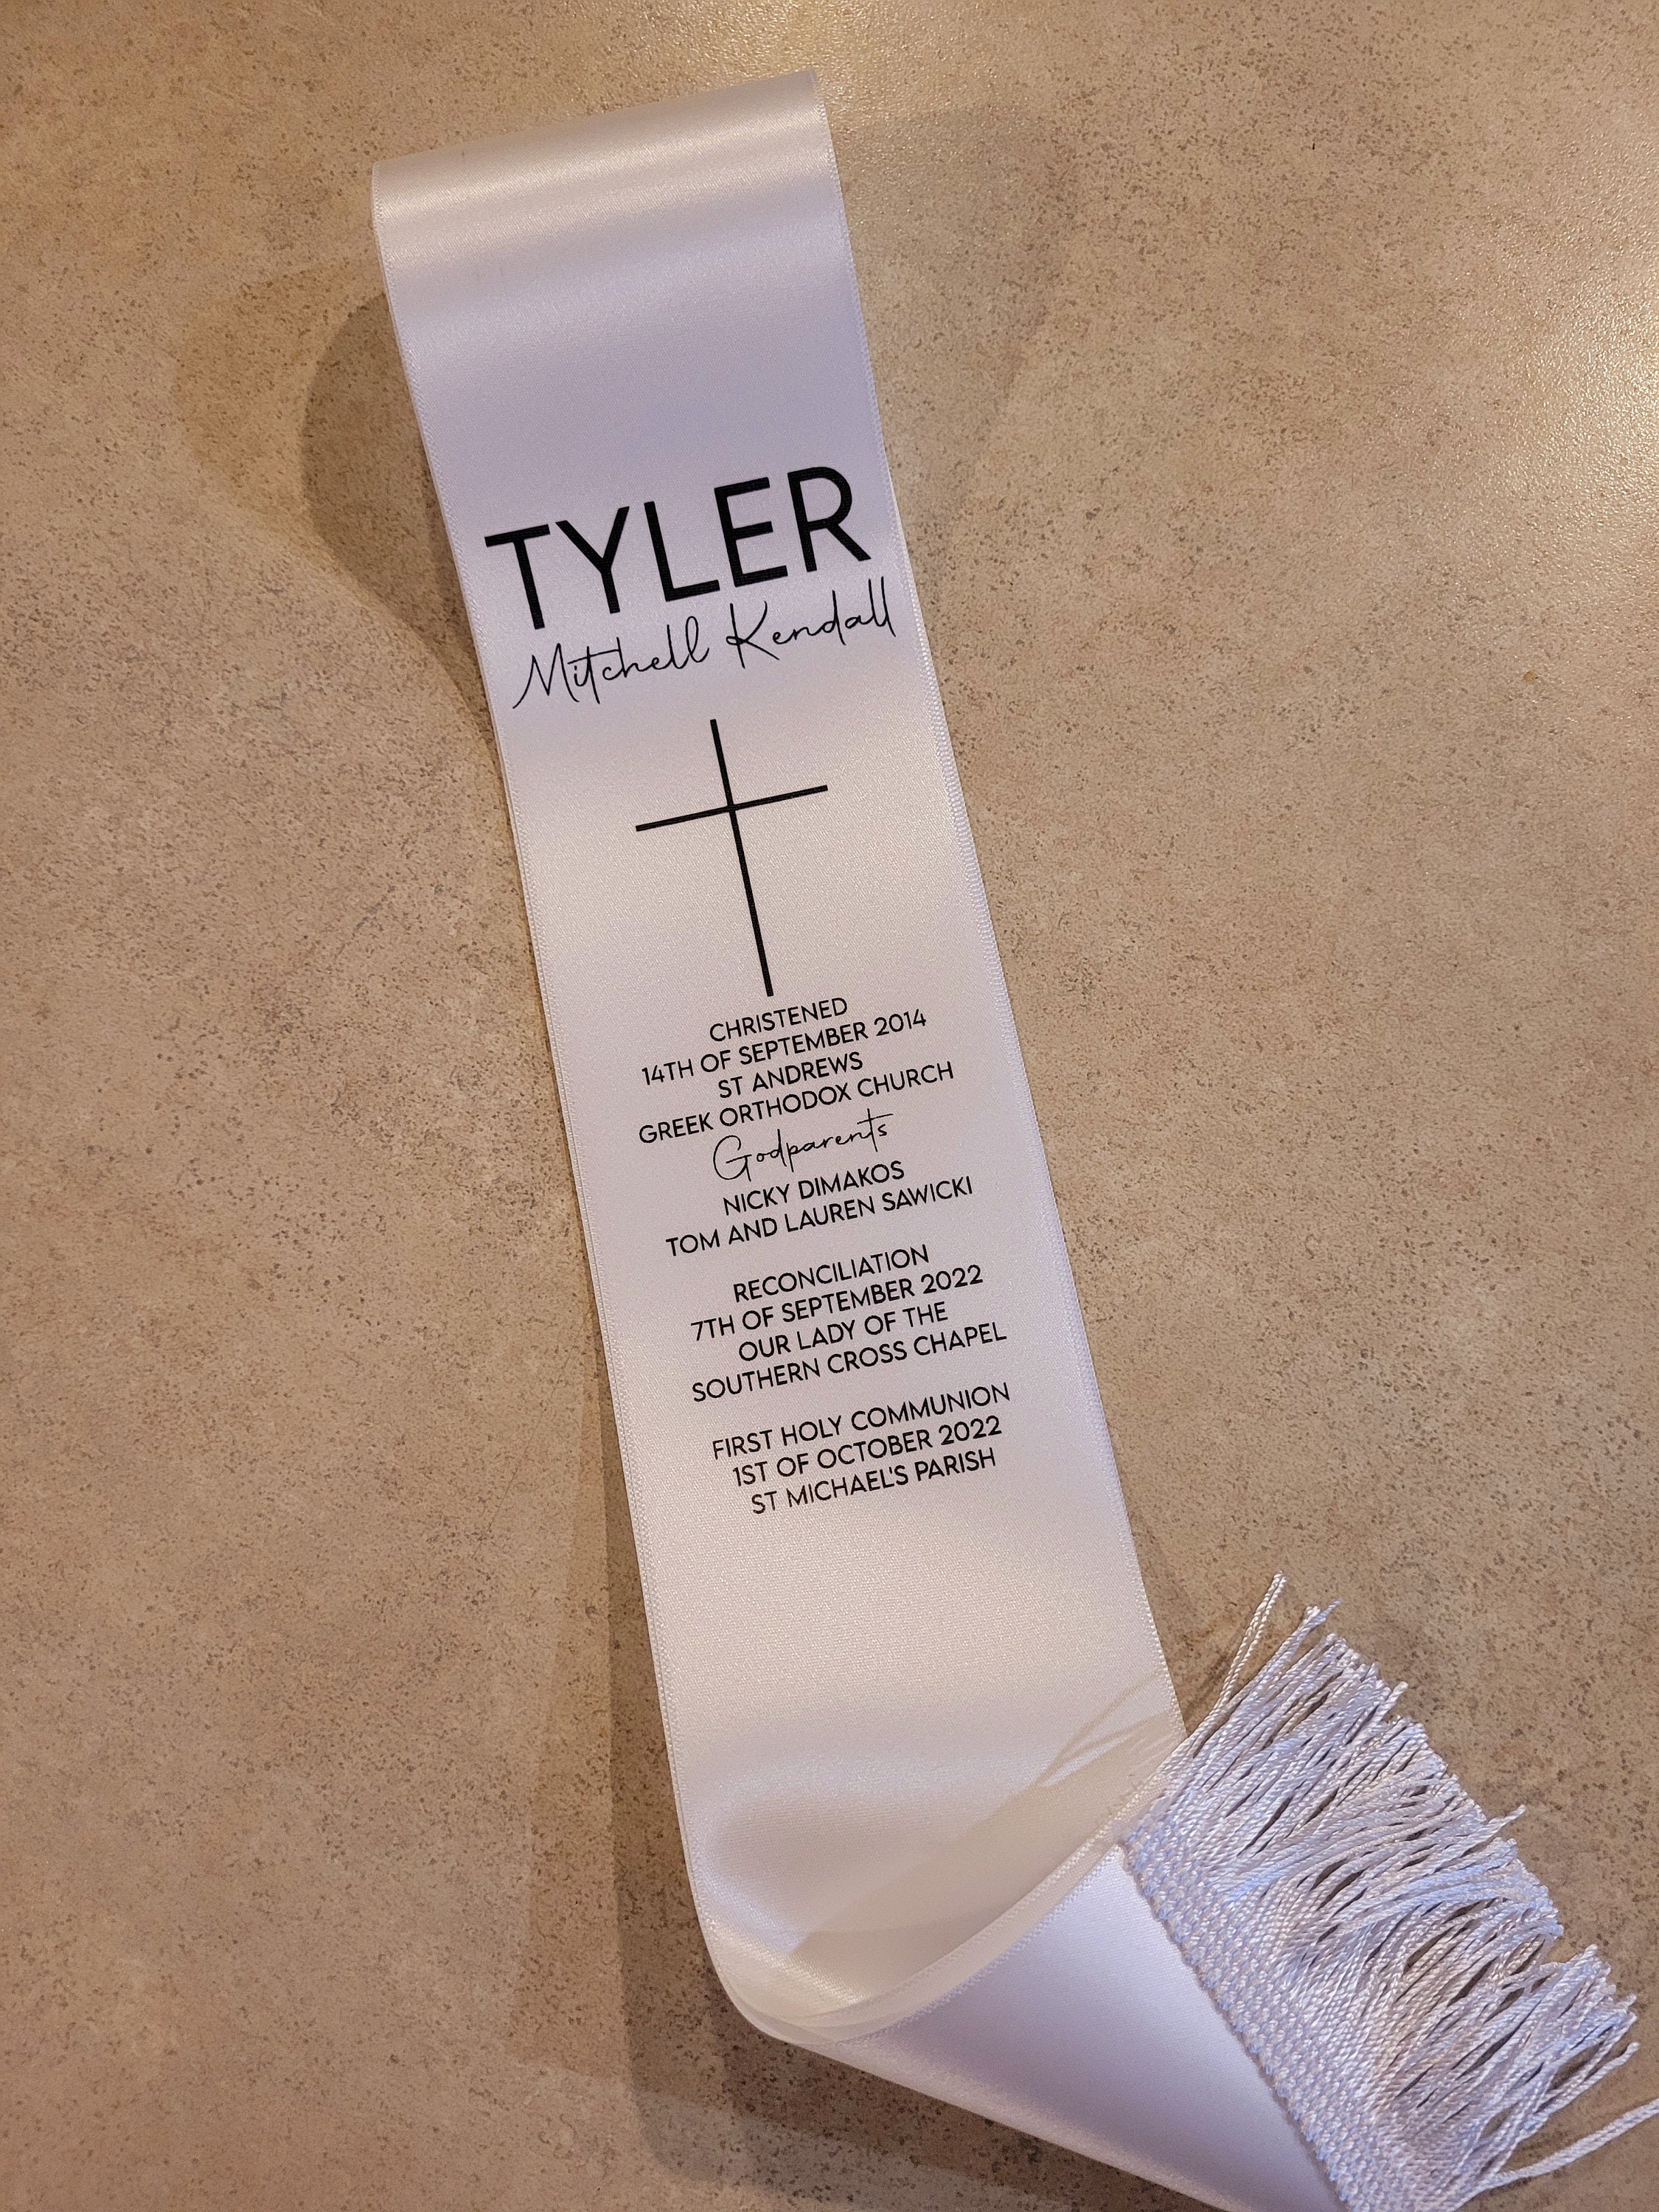 TYLER
Mitchell Kendall
CHRISTENED
14TH OF SEPTEMBER 2014
ST ANDREWS
GREEK ORTHODOX CHURCH
Godparents
NICKY DIMAKOS
TOM AND LAUREN SAWICKI
RECONCILIATION
7TH OF SEPTEMBER 2022
OUR LADY OF THE
SOUTHERN CROSS CHAPEL
FIRST HOLY COMMUNION
1ST OF OCTOBER 2022
ST MICHAEL'S PARISH